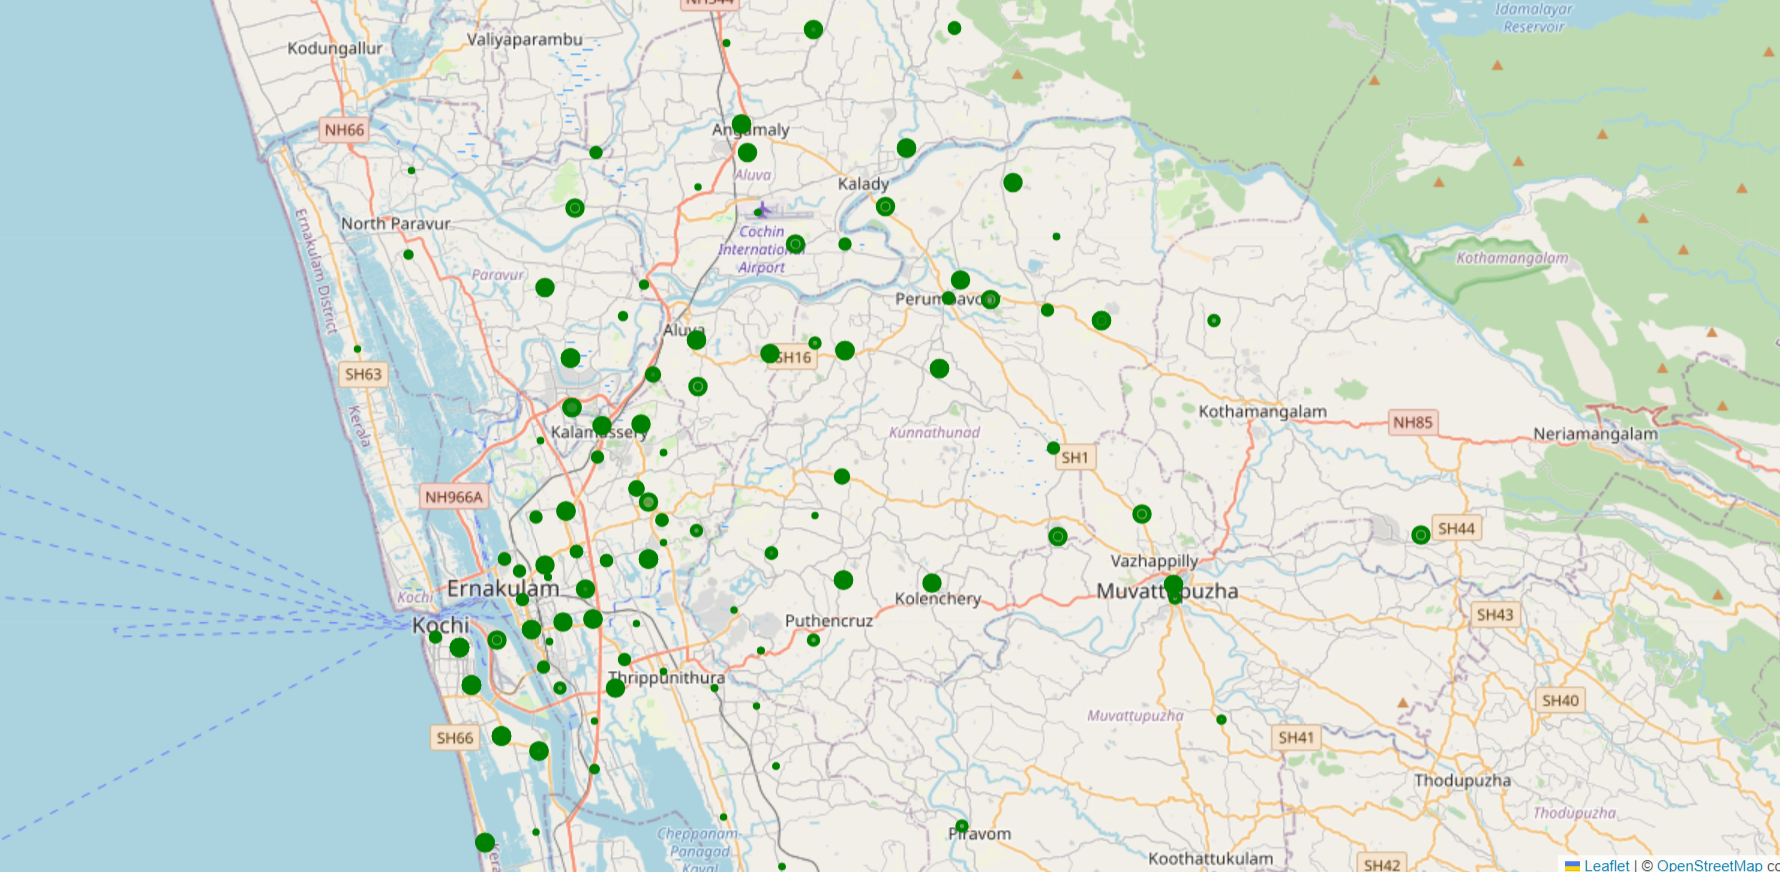 NH544
Idamalayar
Reservoir
Kodungallur
Valiyaparambu
NH66
Angamaly
Aluva
Kalady
North Paravur
Cochin
International
Airport
Ernakulam District
Paravur
Kothamangalam
Perumbavoor
Aluva
SH16
SH63
Kerala
Kothamangalam
NH85
Neriamangalam
Kalamassery
Kunnathunad
SH1
NH966A
SH44
Vazhappilly
Muvattupuzha
Ernakulam
Kochi
Kolenchery
SH43
Kochi
Puthencruz
Thrippunithura
SH40
Muvattupuzha
SH66
SH41
Thodupuzha
Thodupuzha
Cheppanam-
Panagad
Kayal
Piravom
Koothattukulam
SH42
Kera
Leaflet | © OpenStreetMap co